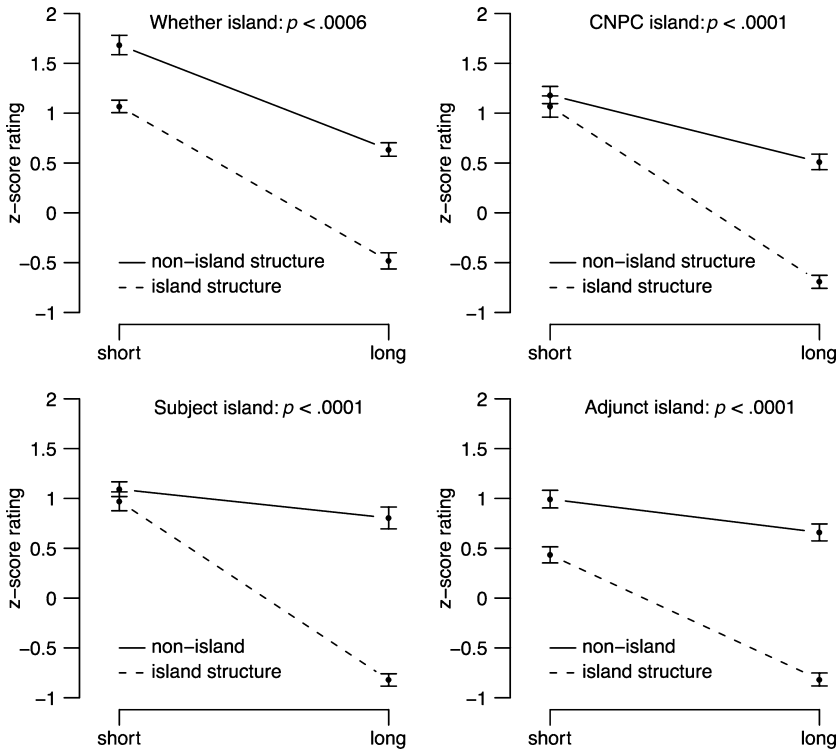 Whether island: p < .0006
2
1.5
1
0.5
0
−0.5
−1
z−score rating
non−island structure
island structure
short long
CNPC island: p < .0001
2
1.5
1
0.5
0
−0.5
−1
z−score rating
non−island structure
island structure
short long
Subject island: p < .0001
2
1.5
1
0.5
0
−0.5
−1
z−score rating
non−island
island structure
short long
Adjunct island: p < .0001
2
1.5
1
0.5
0
−0.5
−1
z−score rating
non−island
island structure
short long